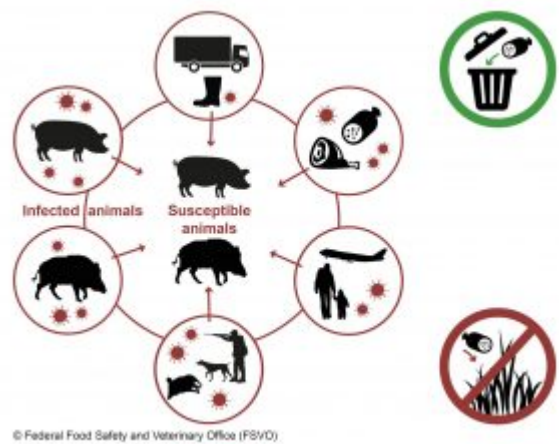 Infected animals
Susceptible
animals
© Federal Food Safety and Veterinary Office (FSVO)